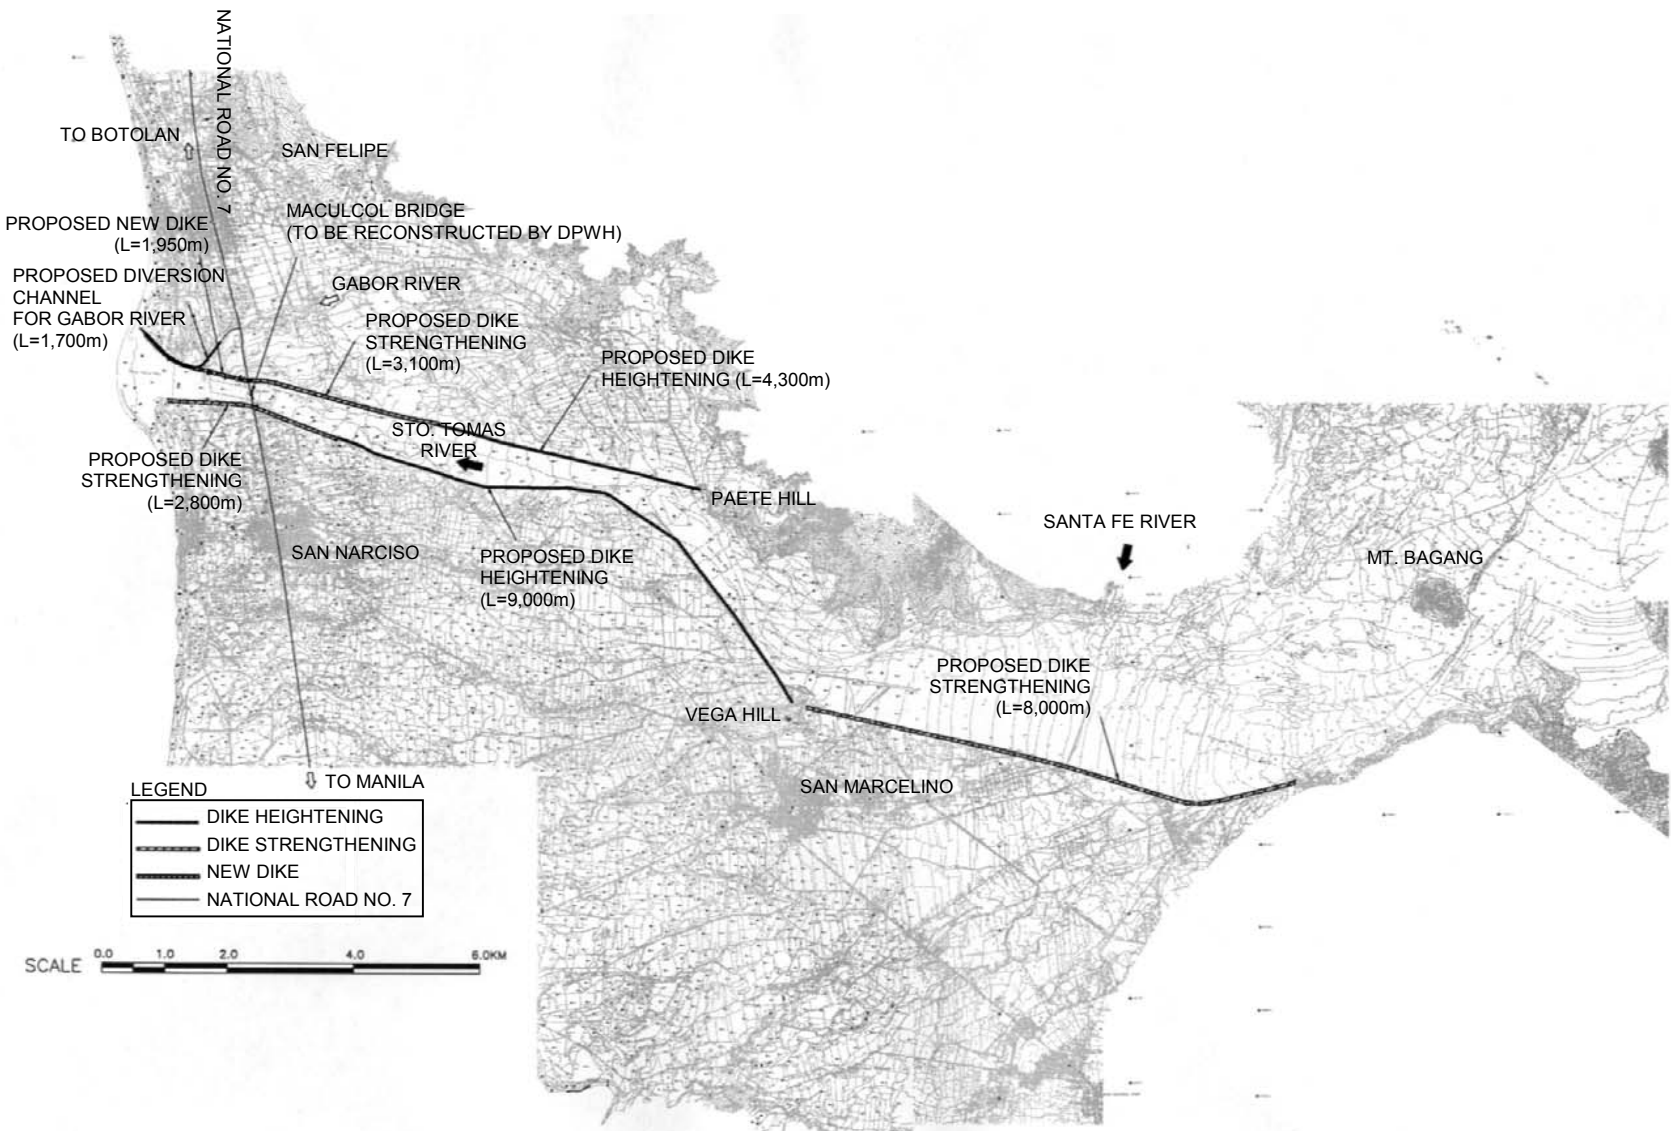 NATIONAL ROAD NO. 7
TO BOTOLAN
SAN FELIPE
PROPOSED NEW DIKE
(L=1,950m)
MACULCOL BRIDGE
(TO BE RECONSTRUCTED BY DPWH)
PROPOSED DIVERSION
CHANNEL
FOR GABOR RIVER
(L=1,700m)
GABOR RIVER
PROPOSED DIKE
STRENGTHENING
(L=3,100m)
PROPOSED DIKE
HEIGHTENING (L=4,300m)
STO. TOMAS
RIVER
PROPOSED DIKE
STRENGTHENING
(L=2,800m)
PAETE HILL
SANTA FE RIVER
SAN NARCISO
PROPOSED DIKE
HEIGHTENING
(L=9,000m)
MT. BAGANG
PROPOSED DIKE
STRENGTHENING
(L=8,000m)
VEGA HILL
SAN MARCELINO
TO MANILA
LEGEND
DIKE HEIGHTENING
DIKE STRENGTHENING
NEW DIKE
NATIONAL ROAD NO. 7
SCALE 0.0 1.0 2.0 4.0 6.0KM